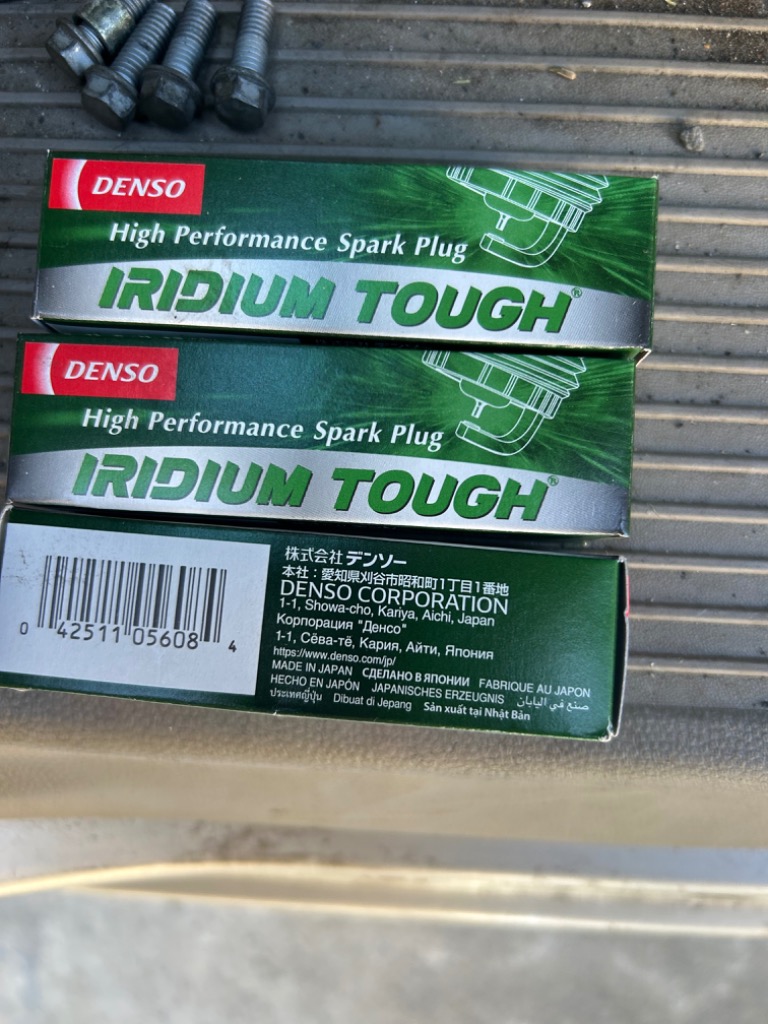 DENSO
High Performance Spark Plug
IRIDIUM TOUGH®
DENSO
High Performance Spark Plug
IRIDIUM TOUGH®
0 42511 05608 4
株式会社 デンソー
本社：愛知県刈谷市昭和町1丁目1番地
DENSO CORPORATION
1-1, Showa-cho, Kariya, Aichi, Japan
Корпорация "Денсо"
1-1, Сёва-тё, Кария, Айти, Япония
https://www.denso.com/jp/
MADE IN JAPAN СДЕЛАНО В ЯПОНИИ FABRIQUE AU JAPON
HECHO EN JAPÓN JAPANISCHES ERZEUGNIS صنع في اليابان
ประเทศญี่ปุ่น Dibuat di Jepang Sản xuất tại Nhật Bản